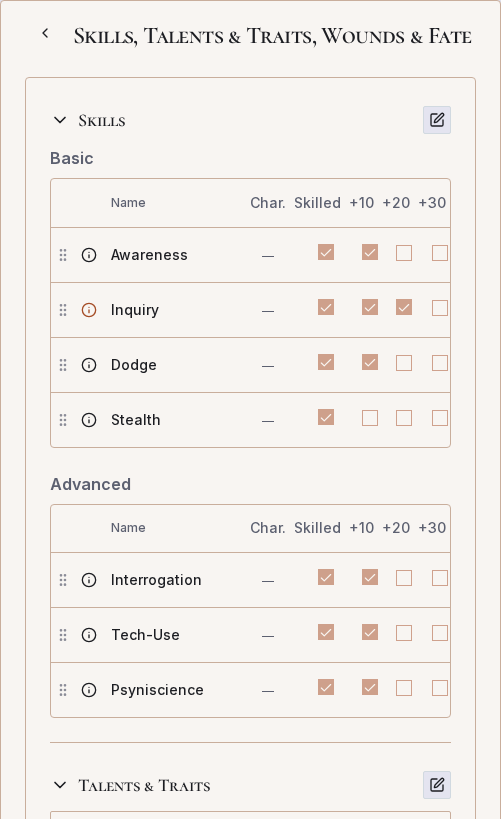 Skills, Talents & Traits, Wounds & Fate
Skills
Basic
Name Char. Skilled +10 +20 +30
Awareness —
Inquiry —
Dodge —
Stealth —
Advanced
Name Char. Skilled +10 +20 +30
Interrogation —
Tech-Use —
Psyniscience —
Talents & Traits